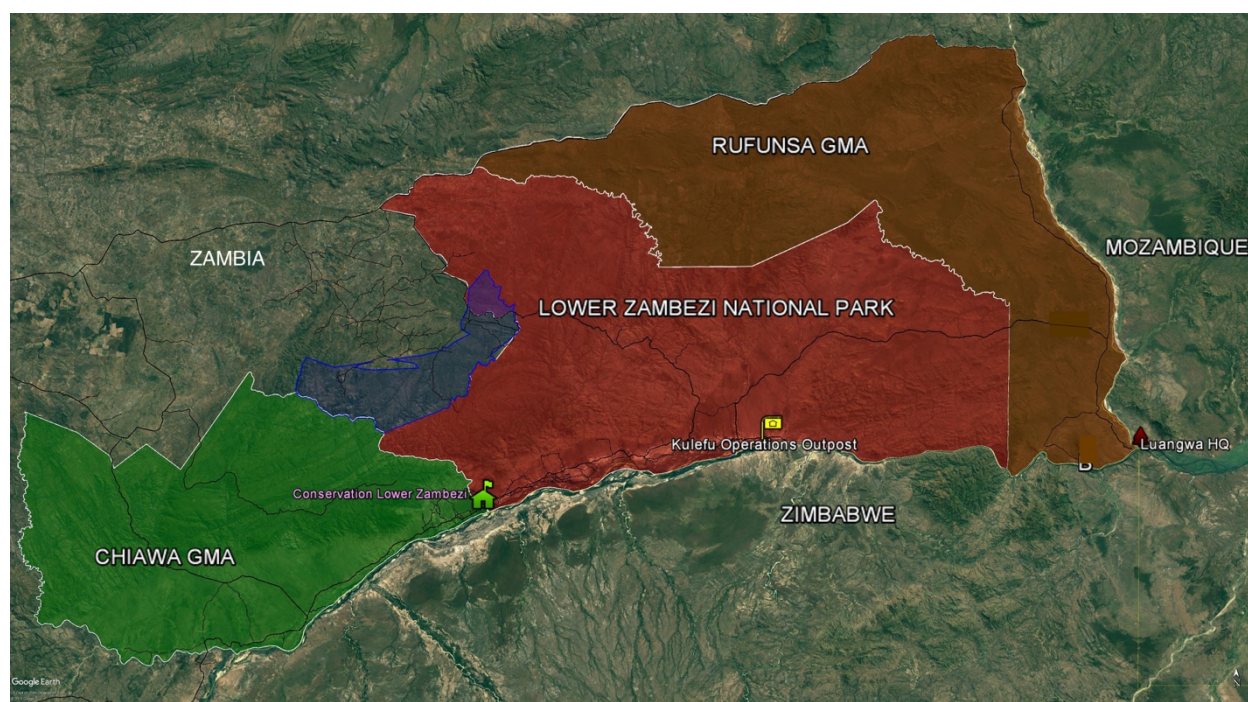 RUFUNSA GMA
MOZAMBIQUE
ZAMBIA
LOWER ZAMBEZI NATIONAL PARK
Kulefu Operations Outpost
Luangwa HQ
Conservation Lower Zambezi
ZIMBABWE
CHIAWA GMA
Google Earth
N